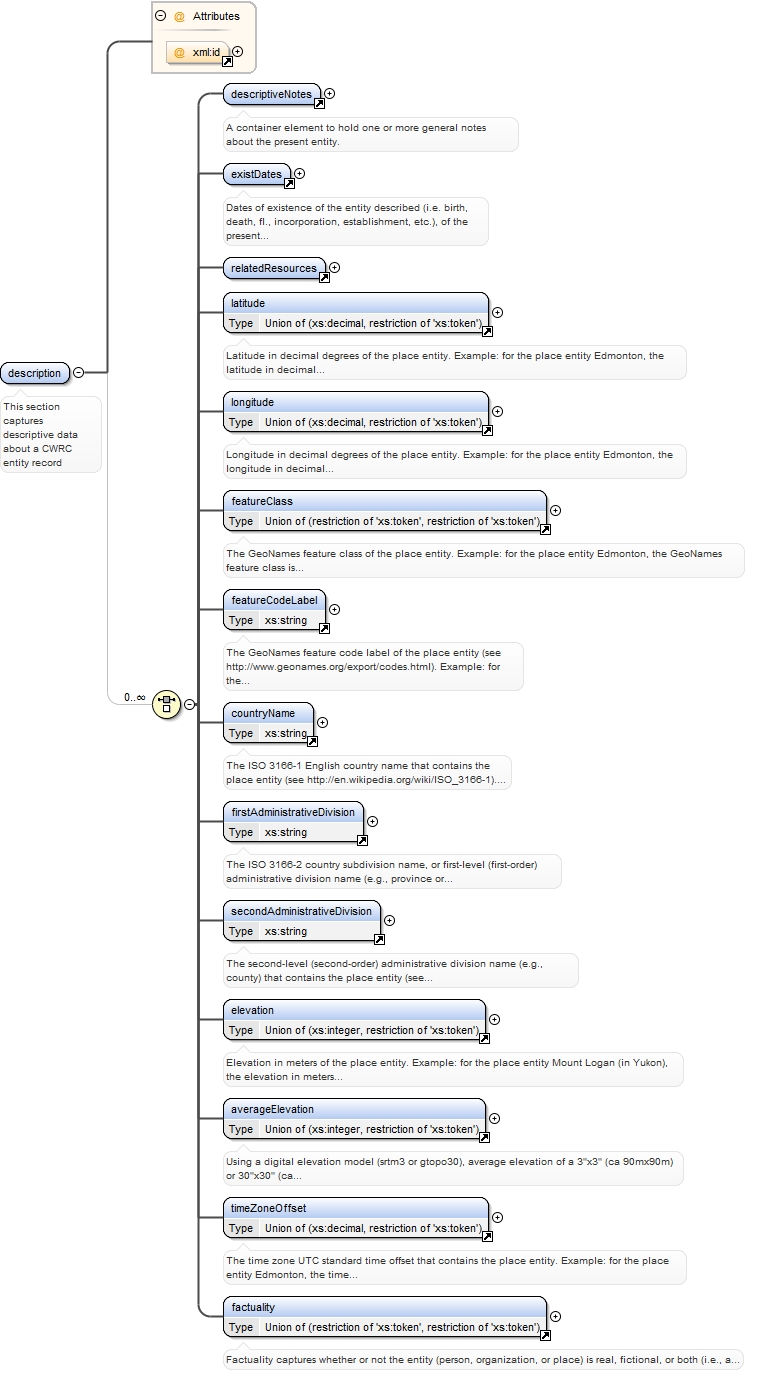 @ Attributes
@ xml:id
descriptiveNotes
A container element to hold one or more general notes
about the present entity.
existDates
Dates of existence of the entity described (i.e. birth,
death, fl., incorporation, establishment, etc.), of the
present...
relatedResources
latitude
Type Union of (xs:decimal, restriction of 'xs:token')
Latitude in decimal degrees of the place entity. Example: for the place entity Edmonton, the
latitude in decimal...
description
This section
captures
descriptive data
about a CWRC
entity record
longitude
Type Union of (xs:decimal, restriction of 'xs:token')
Longitude in decimal degrees of the place entity. Example: for the place entity Edmonton, the
longitude in decimal...
featureClass
Type Union of (restriction of 'xs:token', restriction of 'xs:token')
The GeoNames feature class of the place entity. Example: for the place entity Edmonton, the GeoNames
feature class is...
featureCodeLabel
Type xs:string
The GeoNames feature code label of the place entity (see
http://www.geonames.org/export/codes.html). Example: for
the...
0..∞
countryName
Type xs:string
The ISO 3166-1 English country name that contains the
place entity (see http://en.wikipedia.org/wiki/ISO_3166-1)....
firstAdministrativeDivision
Type xs:string
The ISO 3166-2 country subdivision name, or first-level (first-order)
administrative division name (e.g., province or...
secondAdministrativeDivision
Type xs:string
The second-level (second-order) administrative division name (e.g.,
county) that contains the place entity (see...
elevation
Type Union of (xs:integer, restriction of 'xs:token')
Elevation in meters of the place entity. Example: for the place entity Mount Logan (in Yukon),
the elevation in meters...
averageElevation
Type Union of (xs:integer, restriction of 'xs:token')
Using a digital elevation model (srtm3 or gtopo30), average elevation of a 3"x3" (ca 90mx90m)
or 30"x30" (ca...
timeZoneOffset
Type Union of (xs:decimal, restriction of 'xs:token')
The time zone UTC standard time offset that contains the place entity. Example: for the place
entity Edmonton, the time...
factuality
Type Union of (restriction of 'xs:token', restriction of 'xs:token')
Factuality captures whether or not the entity (person, organization, or place) is real, fictional, or both (i.e., a...